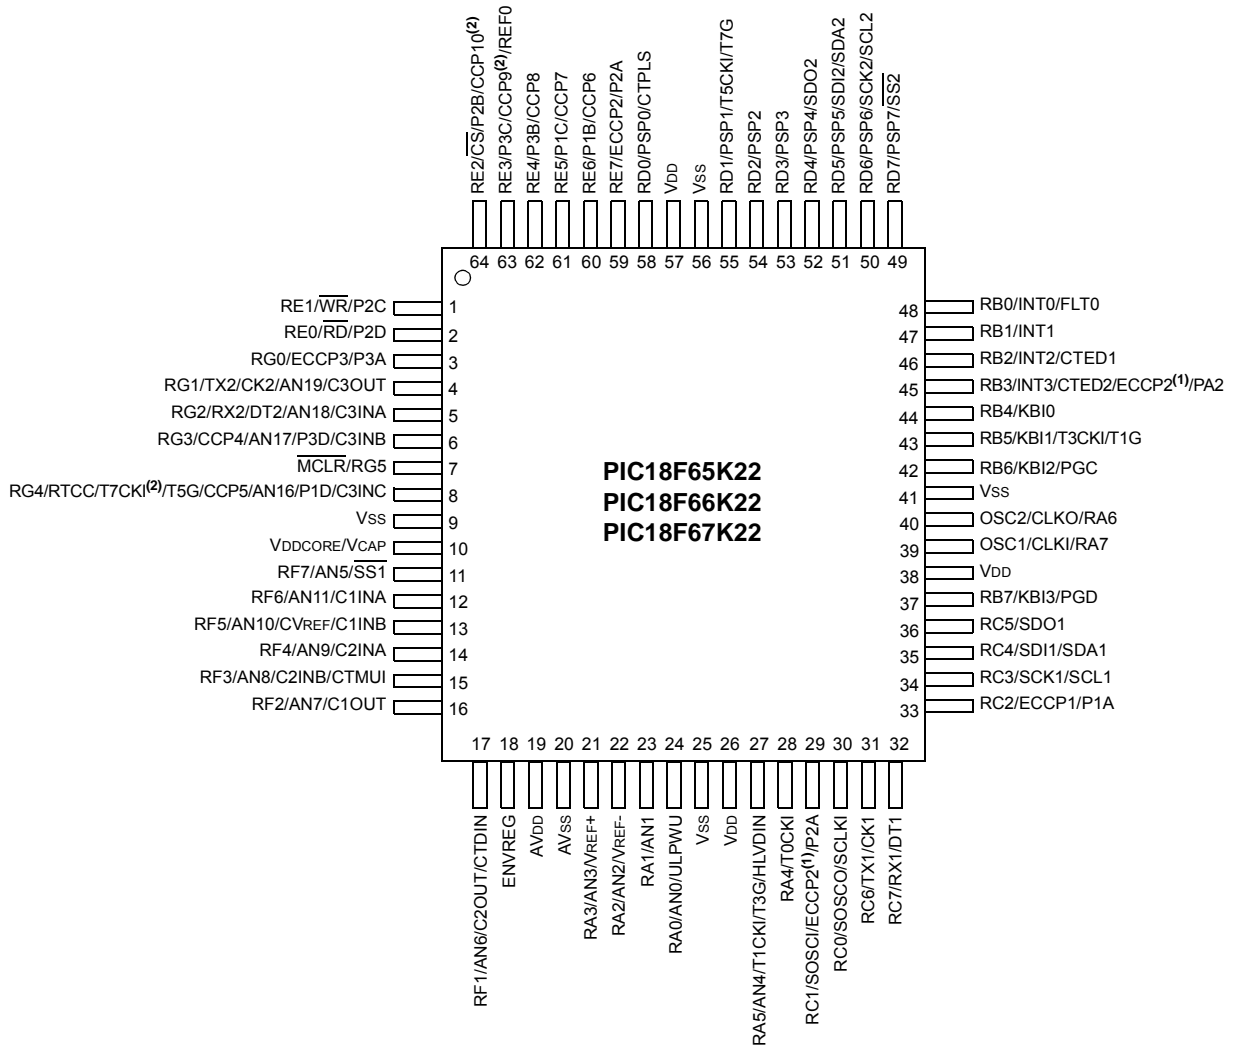 RE2/CS/P2B/CCP10(2)
RE3/P3C/CCP9(2)/REF0
RE4/P3B/CCP8
RE5/P1C/CCP7
RE6/P1B/CCP6
RE7/ECCP2/P2A
RD0/PSP0/CTPLS
VDD
VSS
RD1/PSP1/T5CKI/T7G
RD2/PSP2
RD3/PSP3
RD4/PSP4/SDO2
RD5/PSP5/SDI2/SDA2
RD6/PSP6/SCK2/SCL2
RD7/PSP7/SS2
64 63 62 61 60 59 58 57 56 55 54 53 52 51 50 49
RE1/WR/P2C 1
RE0/RD/P2D 2
RG0/ECCP3/P3A 3
RG1/TX2/CK2/AN19/C3OUT 4
RG2/RX2/DT2/AN18/C3INA 5
RG3/CCP4/AN17/P3D/C3INB 6
MCLR/RG5 7
RG4/RTCC/T7CKI(2)/T5G/CCP5/AN16/P1D/C3INC 8
VSS 9
VDDCORE/VCAP 10
RF7/AN5/SS1 11
RF6/AN11/C1INA 12
RF5/AN10/CVREF/C1INB 13
RF4/AN9/C2INA 14
RF3/AN8/C2INB/CTMUI 15
RF2/AN7/C1OUT 16
PIC18F65K22
PIC18F66K22
PIC18F67K22
48 RB0/INT0/FLT0
47 RB1/INT1
46 RB2/INT2/CTED1
45 RB3/INT3/CTED2/ECCP2(1)/PA2
44 RB4/KBI0
43 RB5/KBI1/T3CKI/T1G
42 RB6/KBI2/PGC
41 VSS
40 OSC2/CLKO/RA6
39 OSC1/CLKI/RA7
38 VDD
37 RB7/KBI3/PGD
36 RC5/SDO1
35 RC4/SDI1/SDA1
34 RC3/SCK1/SCL1
33 RC2/ECCP1/P1A
17 18 19 20 21 22 23 24 25 26 27 28 29 30 31 32
RF1/AN6/C2OUT/CTDIN
ENVREG
AVDD
AVSS
RA3/AN3/VREF+
RA2/AN2/VREF-
RA1/AN1
RA0/AN0/ULPWU
VSS
VDD
RA5/AN4/T1CKI/T3G/HLVDIN
RA4/T0CKI
RC1/SOSCI/ECCP2(1)/P2A
RC0/SOSCO/SCLKI
RC6/TX1/CK1
RC7/RX1/DT1